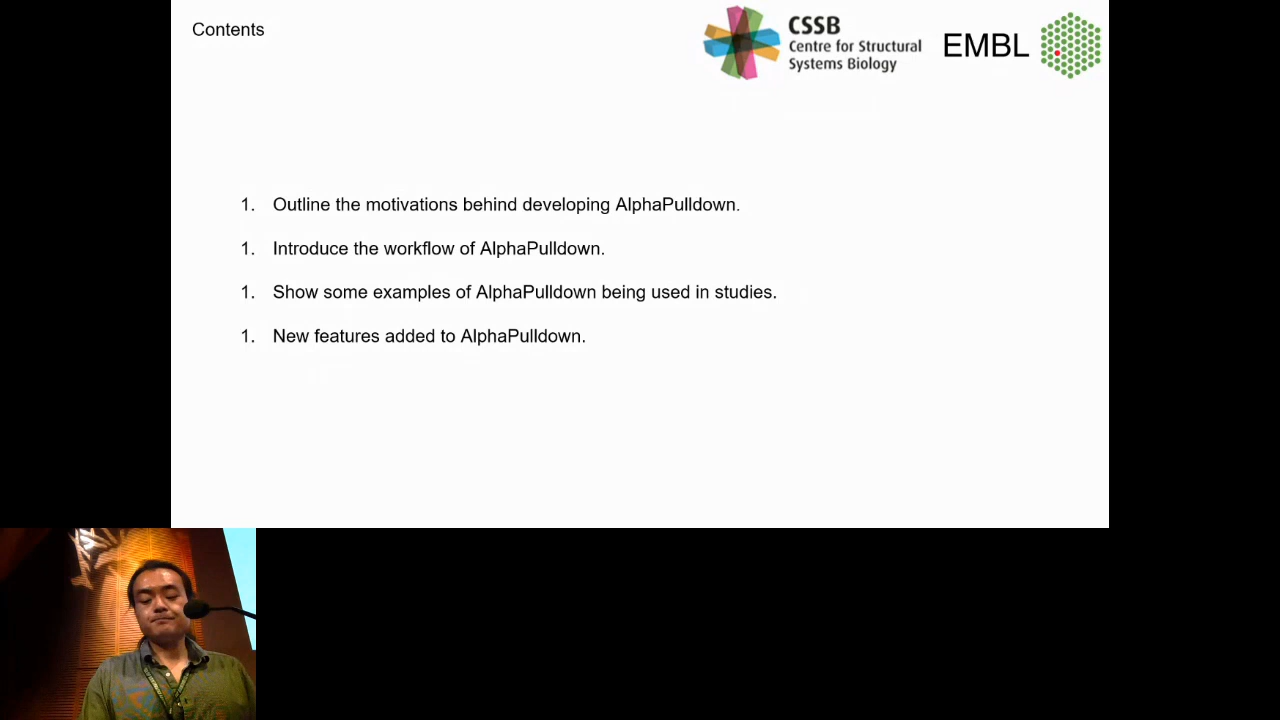 Contents
CSSB
Centre for Structural
Systems Biology
EMBL
1. Outline the motivations behind developing AlphaPulldown.
1. Introduce the workflow of AlphaPulldown.
1. Show some examples of AlphaPulldown being used in studies.
1. New features added to AlphaPulldown.